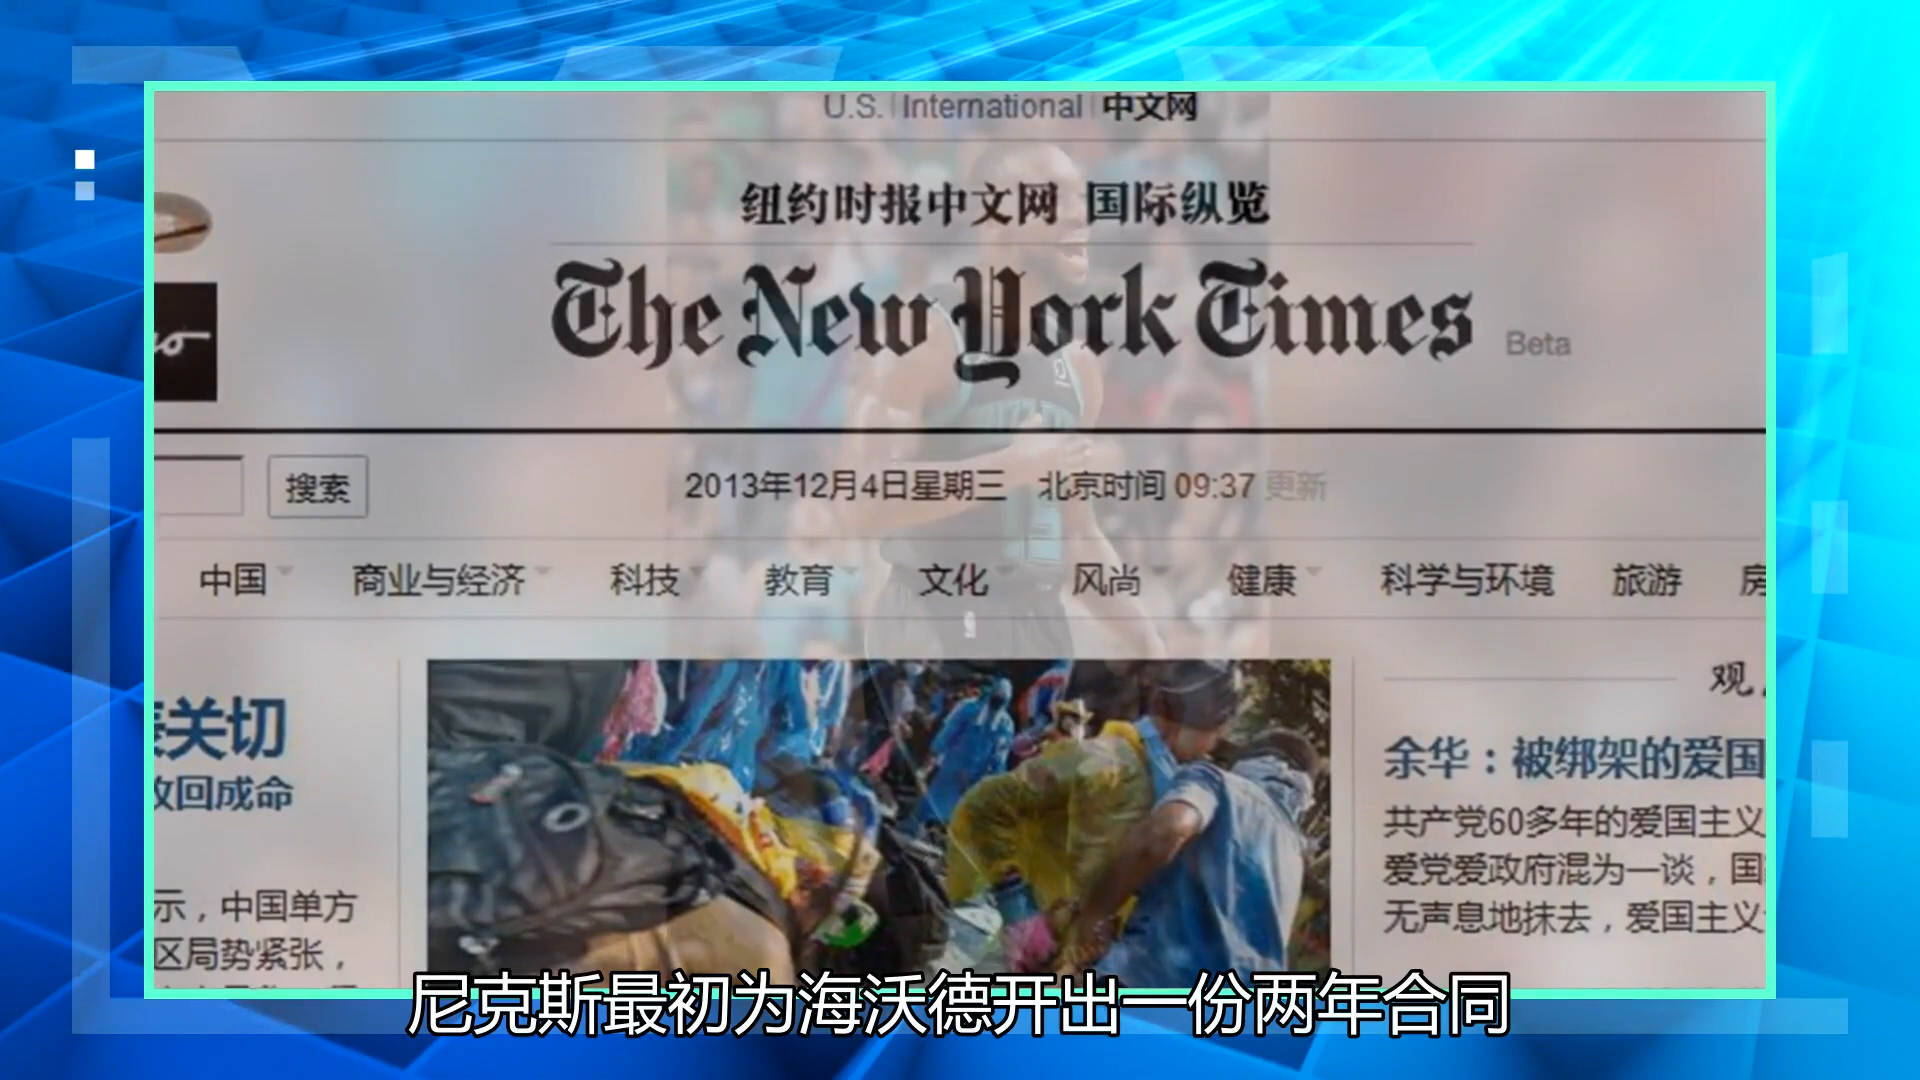 U.S. International 中文网
纽约时报中文网 国际纵览
The New York Times Beta
搜索
2013年12月4日星期三 北京时间 09:37 更新
中国 商业与经济 科技 教育 文化 风尚 健康 科学与环境 旅游 房
关切
收回成命
示，中国单方
区局势紧张，
观
余华：被绑架的爱国
共产党60多年的爱国主义
爱党爱政府混为一谈，国
无声息地抹去，爱国主义
尼克斯最初为海沃德开出一份两年合同